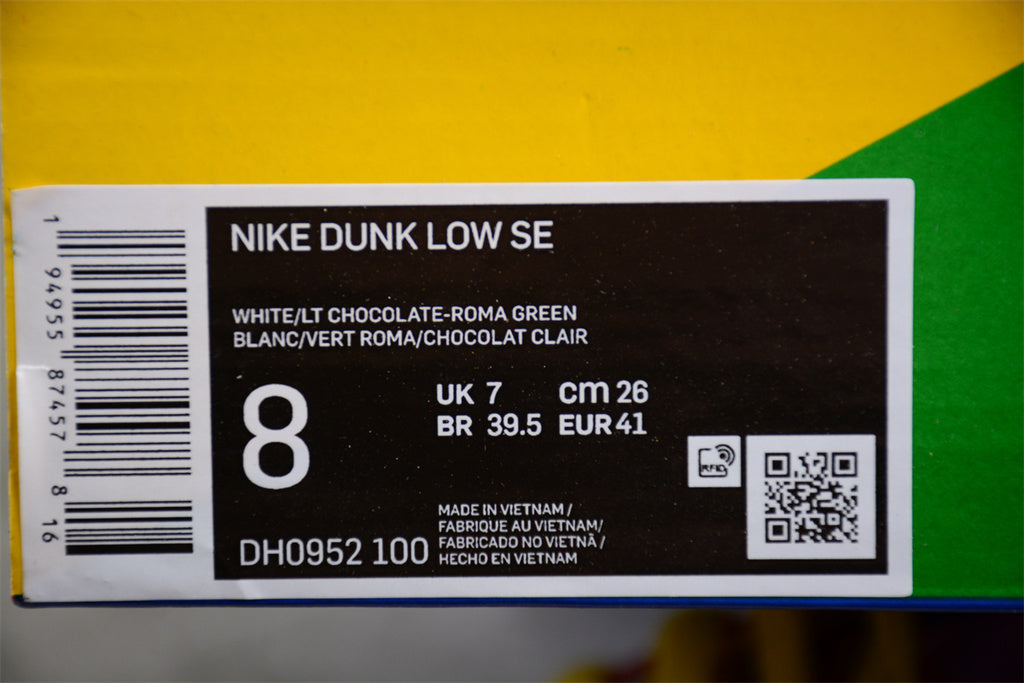 1 94955 87457 8 16
NIKE DUNK LOW SE
WHITE/LT CHOCOLATE-ROMA GREEN
BLANC/VERT ROMA/CHOCOLAT CLAIR
8
UK 7 cm 26
BR 39.5 EUR 41
RFID
MADE IN VIETNAM /
FABRIQUE AU VIETNAM/
FABRICADO NO VIETNÃ /
HECHO EN VIETNAM
DH0952 100